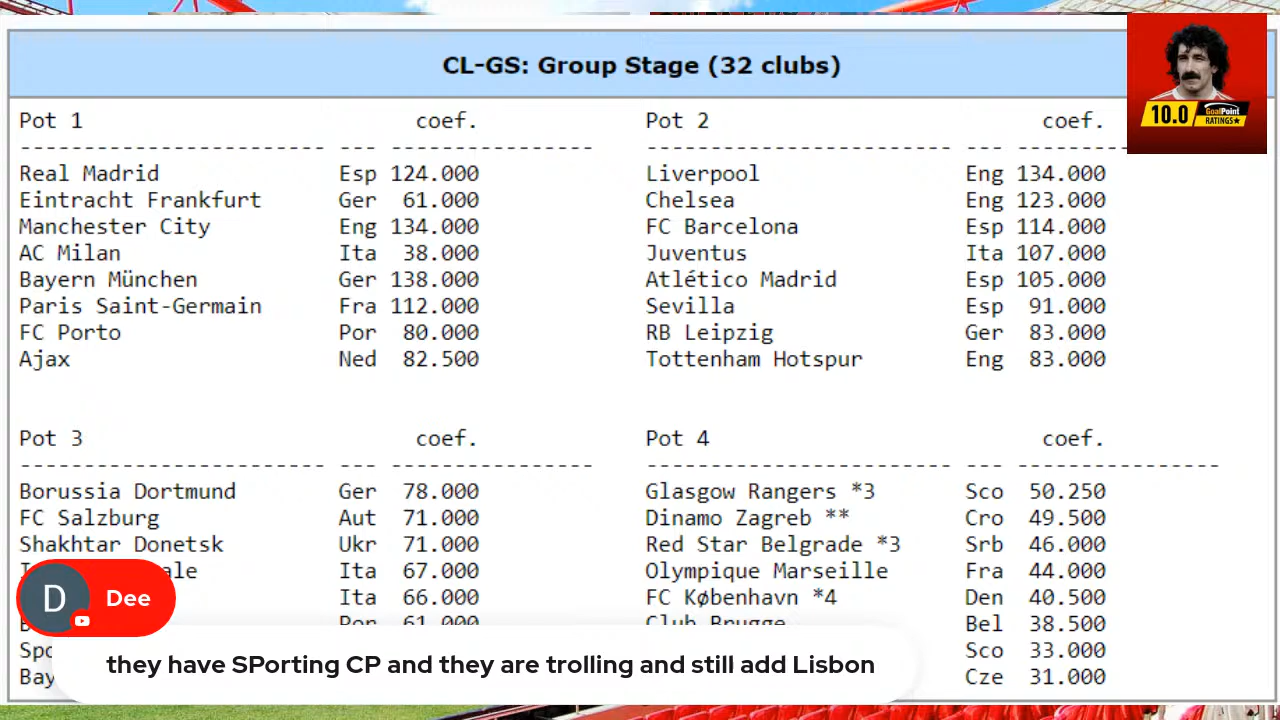 CL-GS: Group Stage (32 clubs)
10.0 GoalPoint RATINGS★
Pot 1 coef. Pot 2 coef.
------------------------ --- ---------------- ------------------------ --- --------
Real Madrid Esp 124.000 Liverpool Eng 134.000
Eintracht Frankfurt Ger 61.000 Chelsea Eng 123.000
Manchester City Eng 134.000 FC Barcelona Esp 114.000
AC Milan Ita 38.000 Juventus Ita 107.000
Bayern München Ger 138.000 Atlético Madrid Esp 105.000
Paris Saint-Germain Fra 112.000 Sevilla Esp 91.000
FC Porto Por 80.000 RB Leipzig Ger 83.000
Ajax Ned 82.500 Tottenham Hotspur Eng 83.000
Pot 3 coef. Pot 4 coef.
------------------------ --- ---------------- ------------------------ --- ----------------
Borussia Dortmund Ger 78.000 Glasgow Rangers *3 Sco 50.250
FC Salzburg Aut 71.000 Dinamo Zagreb ** Cro 49.500
Shakhtar Donetsk Ukr 71.000 Red Star Belgrade *3 Srb 46.000
Ita 67.000 Olympique Marseille Fra 44.000
Ita 66.000 FC København *4 Den 40.500
Por 61.000 Club Brugge Bel 38.500
Spo Sco 33.000
Bay Cze 31.000
D Dee
they have SPorting CP and they are trolling and still add Lisbon